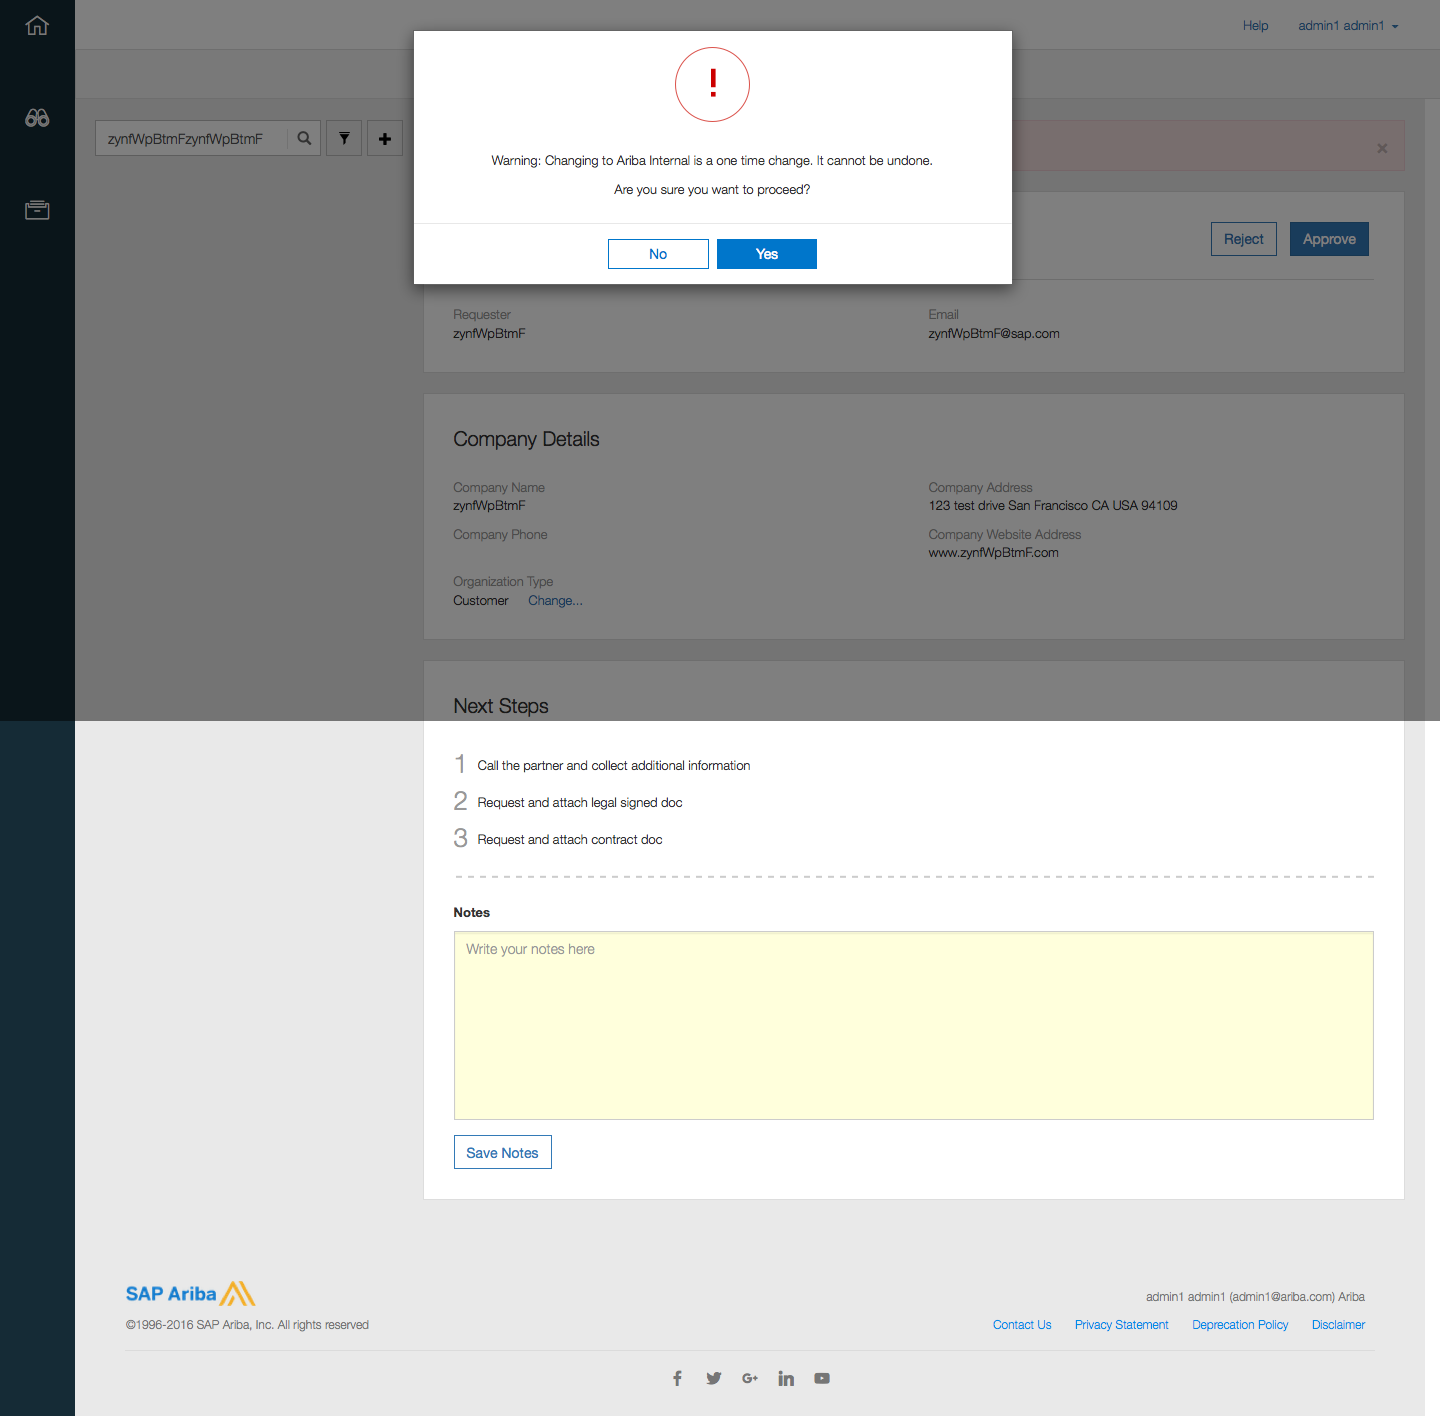 Help
admin1 admin1
zynfWpBtmFzynfWpBtmF
!
Warning: Changing to Ariba Internal is a one time change. It cannot be undone.
Are you sure you want to proceed?
No
Yes
×
Reject
Approve
Requester
zynfWpBtmF
Email
zynfWpBtmF@sap.com
Company Details
Company Name
zynfWpBtmF
Company Address
123 test drive San Francisco CA USA 94109
Company Phone
Company Website Address
www.zynfWpBtmF.com
Organization Type
Customer Change...
Next Steps
1 Call the partner and collect additional information
2 Request and attach legal signed doc
3 Request and attach contract doc
Notes
Write your notes here
Save Notes
SAP Ariba
©1996-2016 SAP Ariba, Inc. All rights reserved
admin1 admin1 (admin1@ariba.com) Ariba
Contact Us Privacy Statement Deprecation Policy Disclaimer